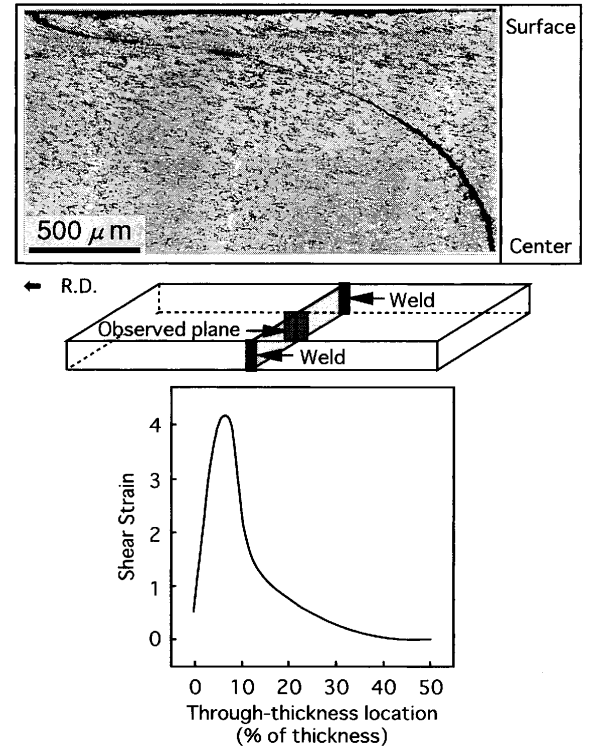 Surface
500 μm
Center
R.D.
Weld
Observed plane
Weld
4
3
2
1
0
Shear Strain
0 10 20 30 40 50
Through-thickness location
(% of thickness)